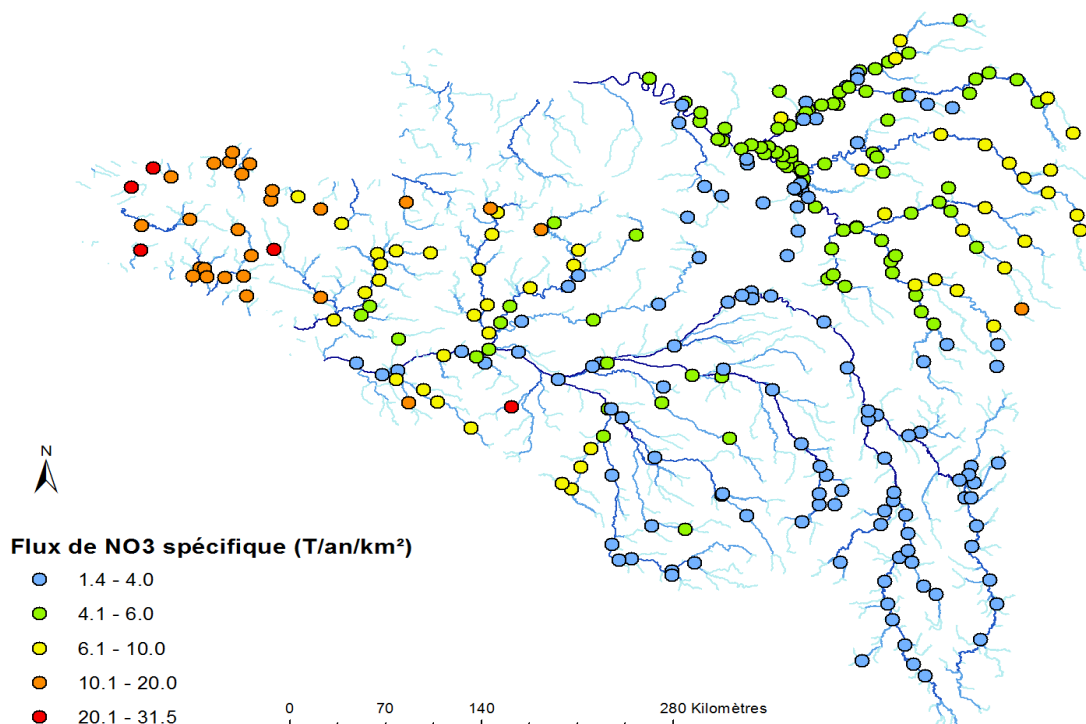 N
Flux de NO3 spécifique (T/an/km²)
1.4 - 4.0
4.1 - 6.0
6.1 - 10.0
10.1 - 20.0
20.1 - 31.5
0 70 140 280 Kilomètres